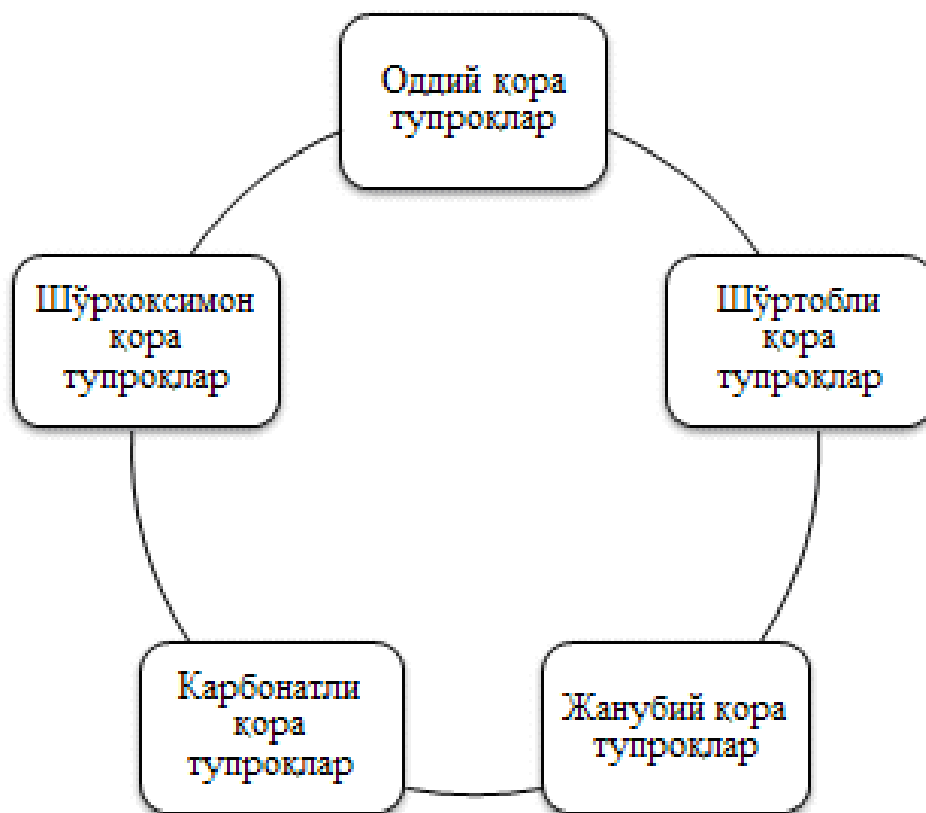 Оддий қора
тупроқлар
Шўртобли
қора
тупроқлар
Жанубий қора
тупроқлар
Карбонатли
қора
тупроқлар
Шўрхоксимон
қора
тупроқлар